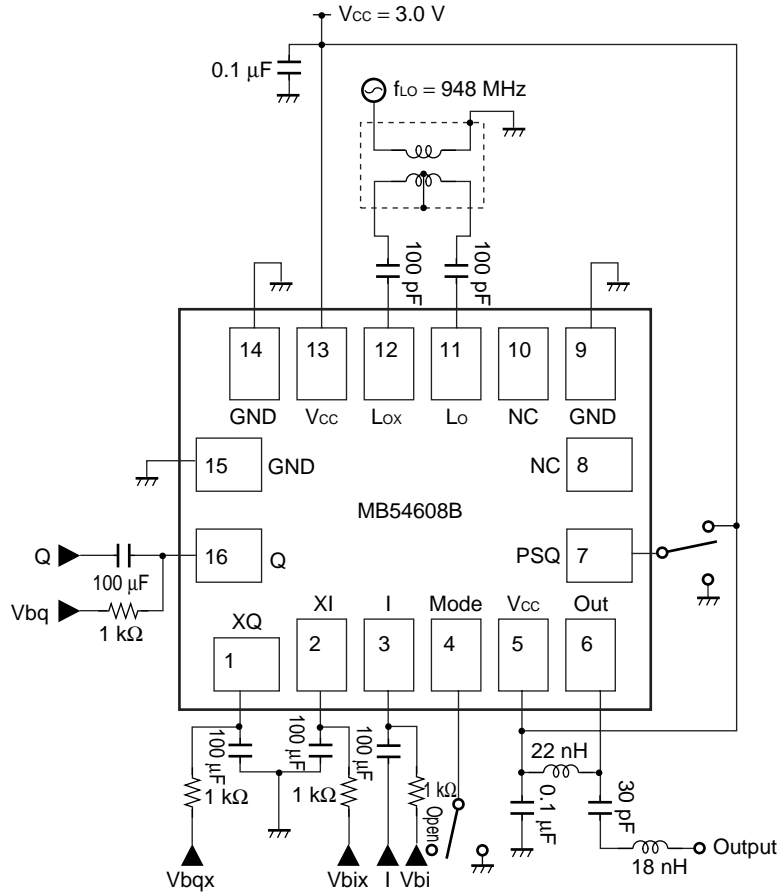 VCC = 3.0 V
0.1 μF
fLO = 948 MHz
100 pF
100 pF
14
13
12
11
10
9
GND
VCC
LOX
LO
NC
GND
15
GND
NC
8
MB54608B
Q
16
Q
PSQ
7
100 μF
Vbq
1 kΩ
XQ
XI
I
Mode
VCC
Out
1
2
3
4
5
6
100 μF
100 μF
100 μF
22 nH
1 kΩ
1 kΩ
1 kΩ
Open
0.1 μF
30 pF
Output
18 nH
Vbqx
Vbix
I
Vbi